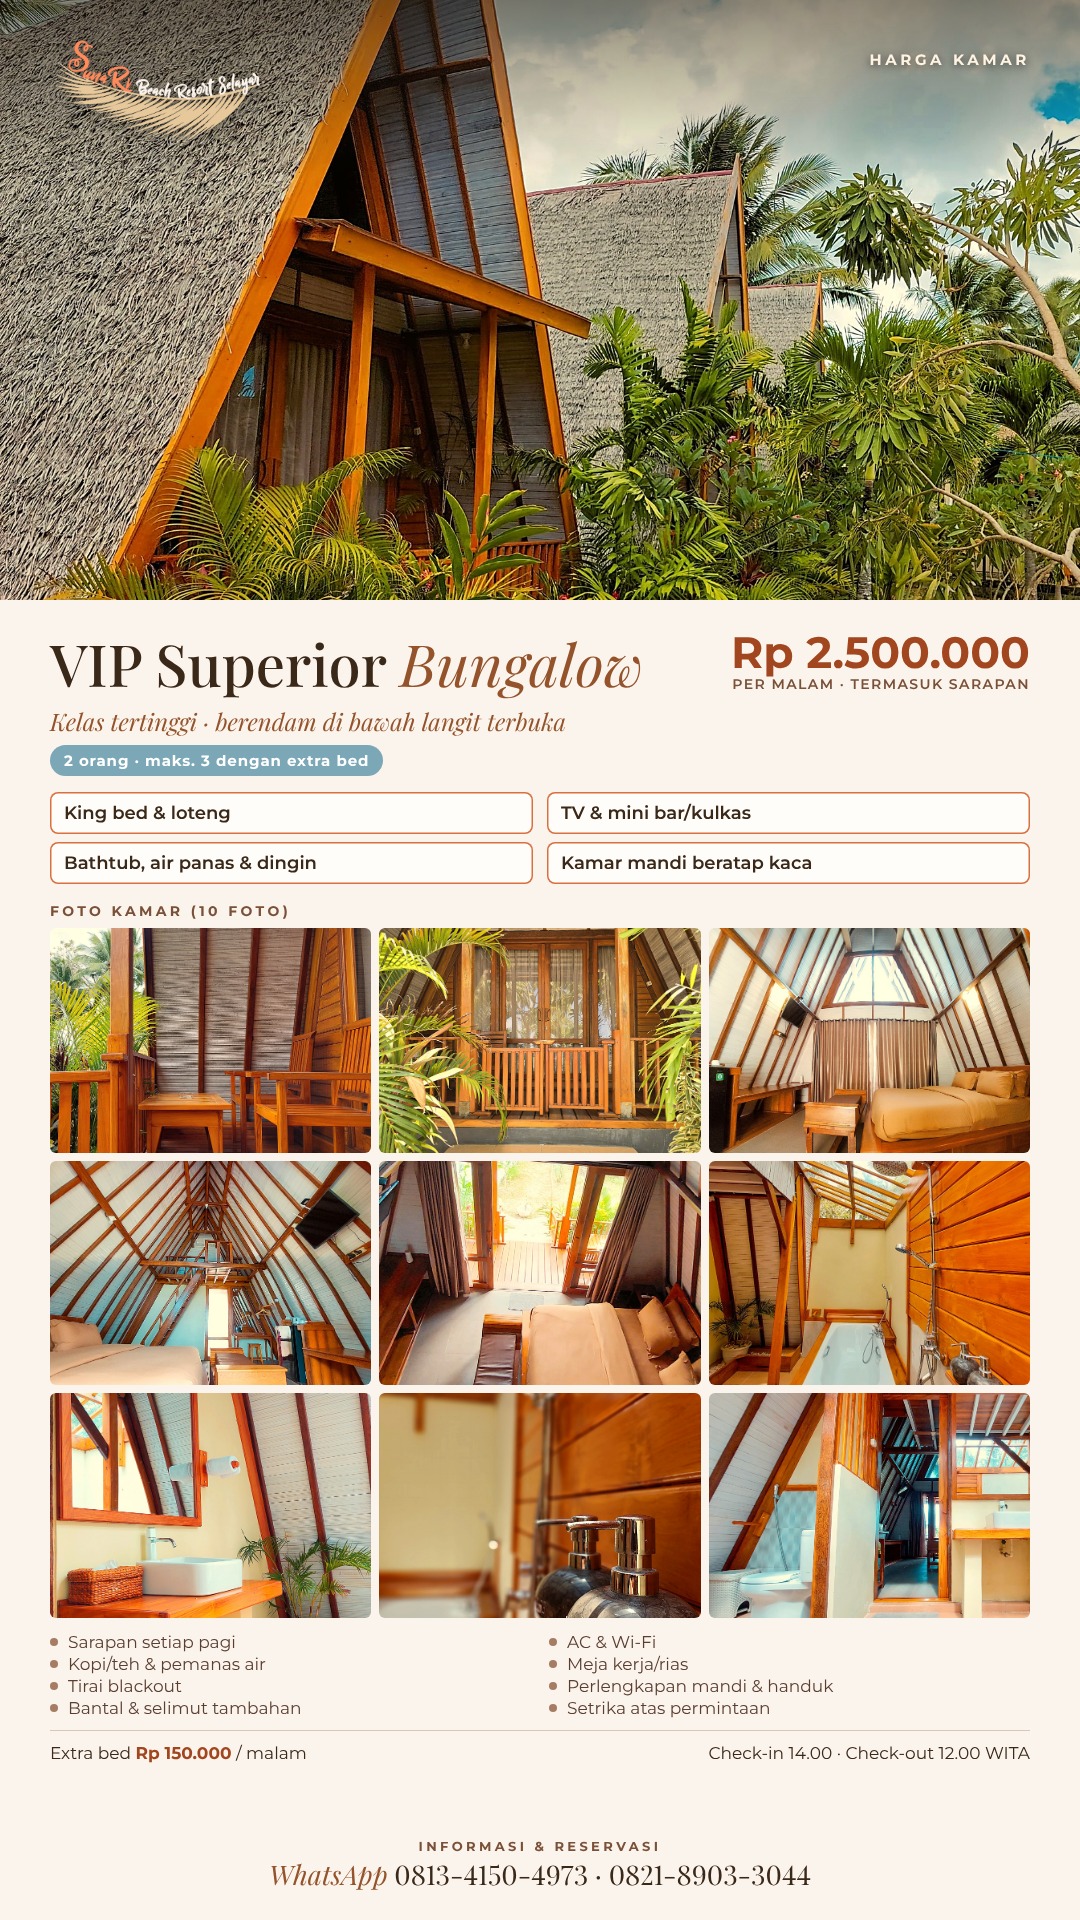 SunaRi Beach Resort Selayar
HARGA KAMAR
VIP Superior Bungalow
Rp 2.500.000
PER MALAM · TERMASUK SARAPAN
Kelas tertinggi · berendam di bawah langit terbuka
2 orang · maks. 3 dengan extra bed
King bed & loteng
TV & mini bar/kulkas
Bathtub, air panas & dingin
Kamar mandi beratap kaca
FOTO KAMAR (10 FOTO)
Sarapan setiap pagi
Kopi/teh & pemanas air
Tirai blackout
Bantal & selimut tambahan
AC & Wi-Fi
Meja kerja/rias
Perlengkapan mandi & handuk
Setrika atas permintaan
Extra bed Rp 150.000 / malam
Check-in 14.00 · Check-out 12.00 WITA
INFORMASI & RESERVASI
WhatsApp 0813-4150-4973 · 0821-8903-3044